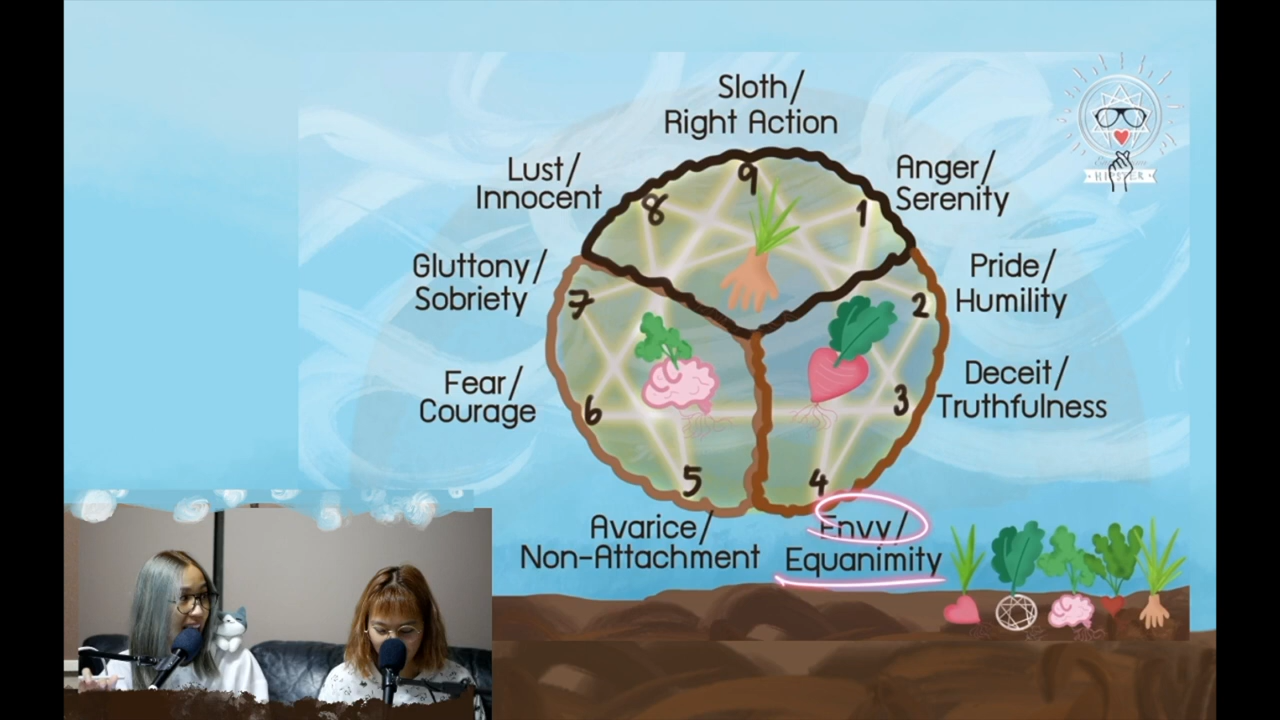 Sloth/
Right Action
Lust/
Innocent
Anger/
Serenity
9
8
1
Gluttony/
Sobriety
Pride/
Humility
7
2
Fear/
Courage
Deceit/
Truthfulness
6
3
5
4
Avarice/
Non-Attachment
Envy/
Equanimity
HIPSTER